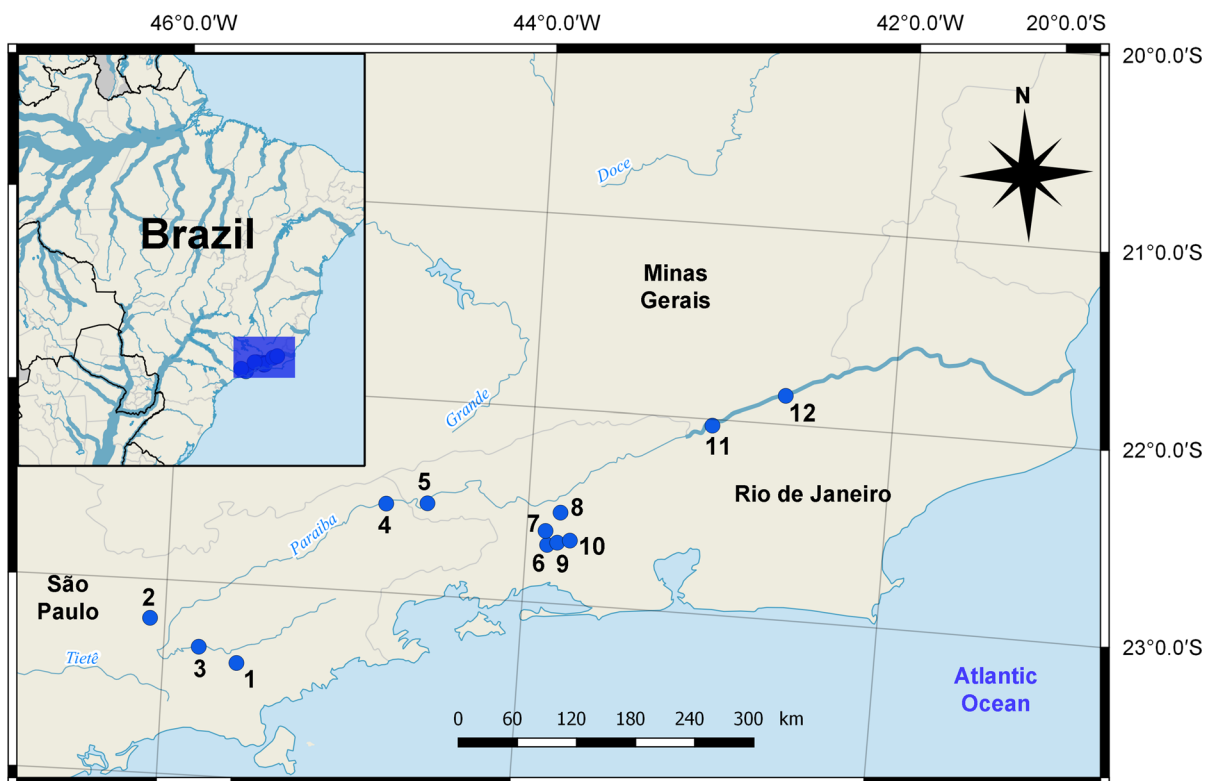 46°0.0'W
44°0.0'W
42°0.0'W
20°0.0'S
20°0.0'S
N
Doce
Brazil
21°0.0'S
Minas
Gerais
Grande
12
11
22°0.0'S
5
4
Rio de Janeiro
8
7
10
6
9
Paraiba
São
Paulo
2
3
1
Tietê
23°0.0'S
Atlantic
Ocean
0 60 120 180 240 300 km